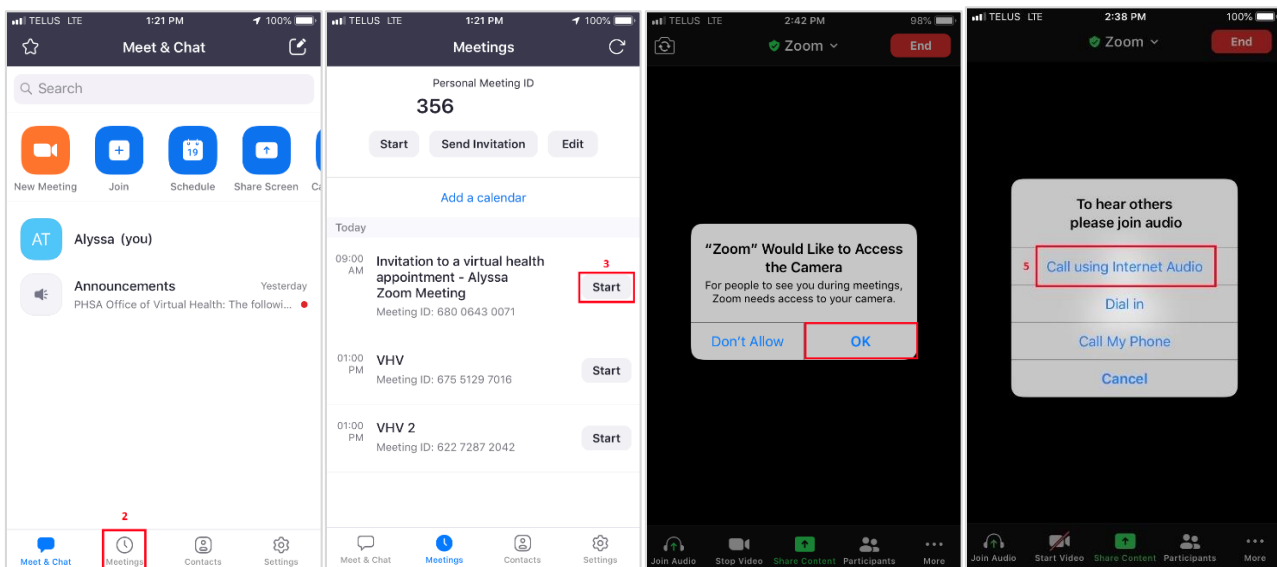 TELUS LTE 1:21 PM 100%
Meet & Chat
Search
19
New Meeting Join Schedule Share Screen Ca
AT Alyssa (you)
Announcements Yesterday
PHSA Office of Virtual Health: The followi...
2
Meet & Chat Meetings Contacts Settings
TELUS LTE 1:21 PM 100%
Meetings
Personal Meeting ID
356
Start Send Invitation Edit
Add a calendar
Today
09:00 AM
Invitation to a virtual health
appointment - Alyssa
Zoom Meeting
Meeting ID: 680 0643 0071
3
Start
01:00 PM
VHV
Meeting ID: 675 5129 7016
Start
01:00 PM
VHV 2
Meeting ID: 622 7287 2042
Start
Meet & Chat Meetings Contacts Settings
TELUS LTE 2:42 PM 98%
Zoom End
"Zoom" Would Like to Access
the Camera
For people to see you during meetings,
Zoom needs access to your camera.
Don't Allow OK
Join Audio Stop Video Share Content Participants More
TELUS LTE 2:38 PM 100%
Zoom End
To hear others
please join audio
5 Call using Internet Audio
Dial in
Call My Phone
Cancel
Join Audio Start Video Share Content Participants More